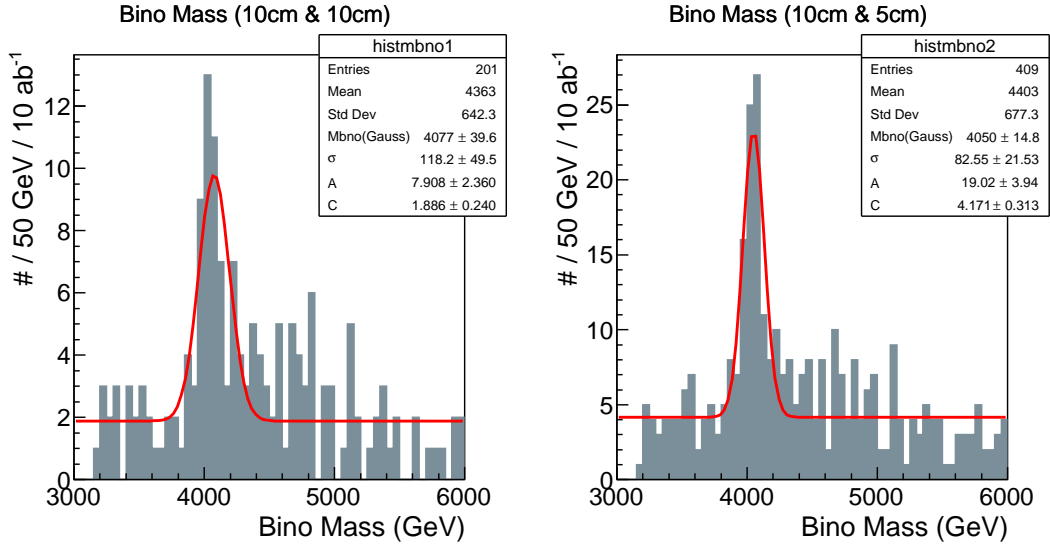 Bino Mass (10cm & 10cm)
histmbno1
Entries 201
Mean 4363
Std Dev 642.3
Mbno(Gauss) 4077 ± 39.6
σ 118.2 ± 49.5
A 7.908 ± 2.360
C 1.886 ± 0.240
# / 50 GeV / 10 ab⁻¹
12
10
8
6
4
2
0
3000 4000 5000 6000
Bino Mass (GeV)
Bino Mass (10cm & 5cm)
histmbno2
Entries 409
Mean 4403
Std Dev 677.3
Mbno(Gauss) 4050 ± 14.8
σ 82.55 ± 21.53
A 19.02 ± 3.94
C 4.171 ± 0.313
# / 50 GeV / 10 ab⁻¹
25
20
15
10
5
0
3000 4000 5000 6000
Bino Mass (GeV)